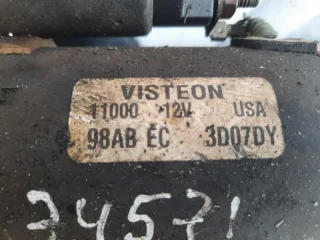 VISTEON
11000 12V USA
98AB EC 3D07DY
24571